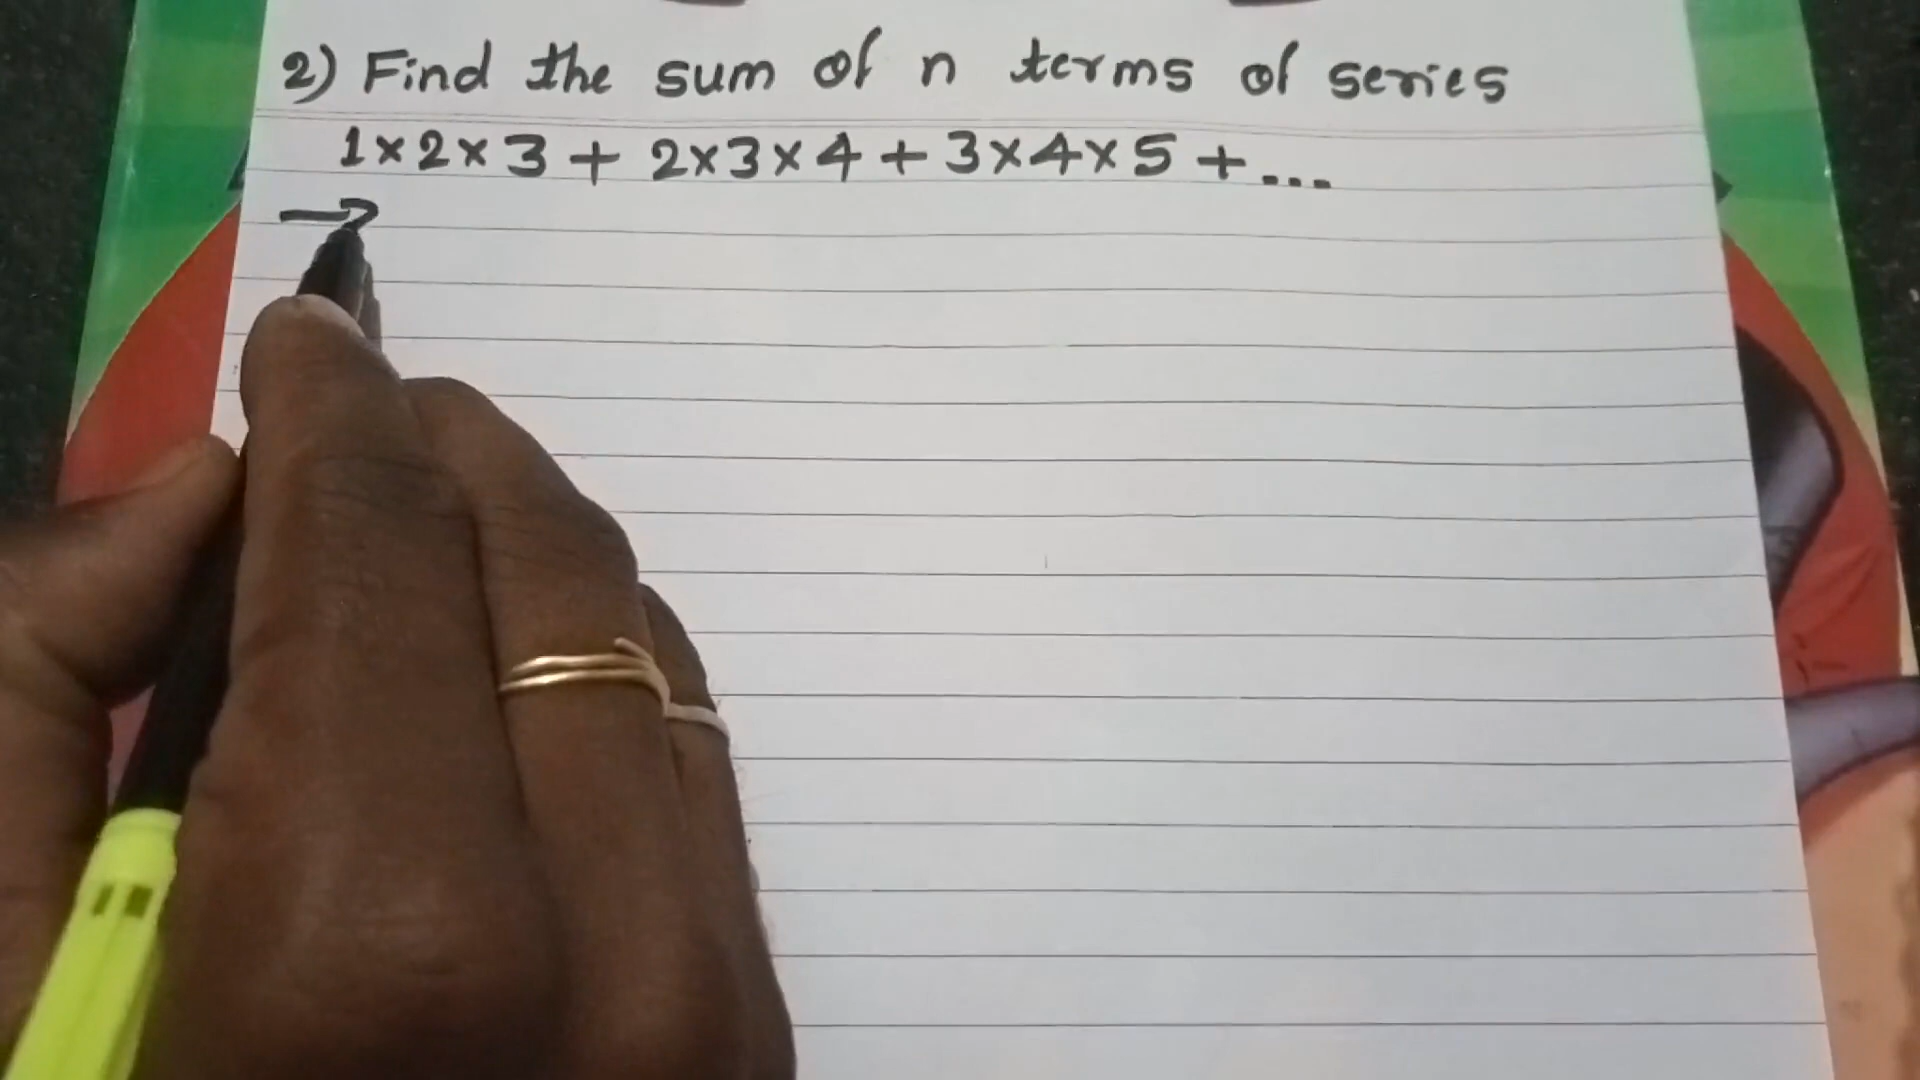 2) Find the sum of n terms of series
1×2×3 + 2×3×4 + 3×4×5 + ...
→